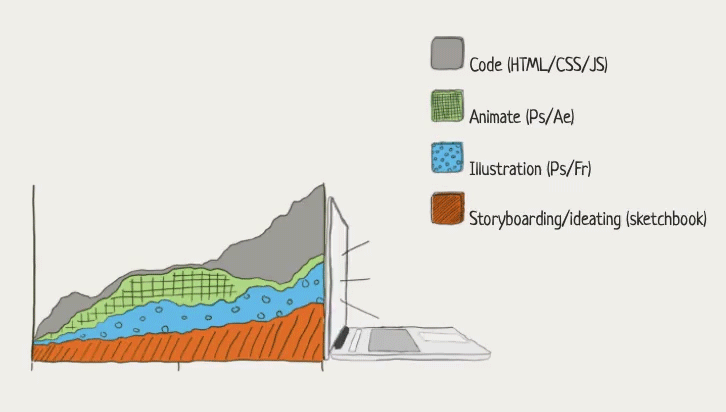 Code (HTML/CSS/JS)
Animate (Ps/Ae)
Illustration (Ps/Fr)
Storyboarding/ideating (sketchbook)